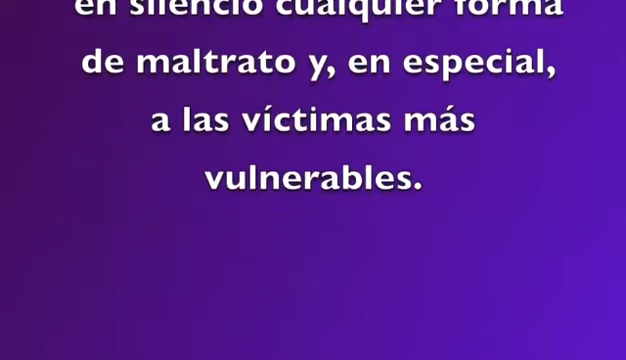 en silencio cualquier forma
de maltrato y, en especial,
a las víctimas más
vulnerables.